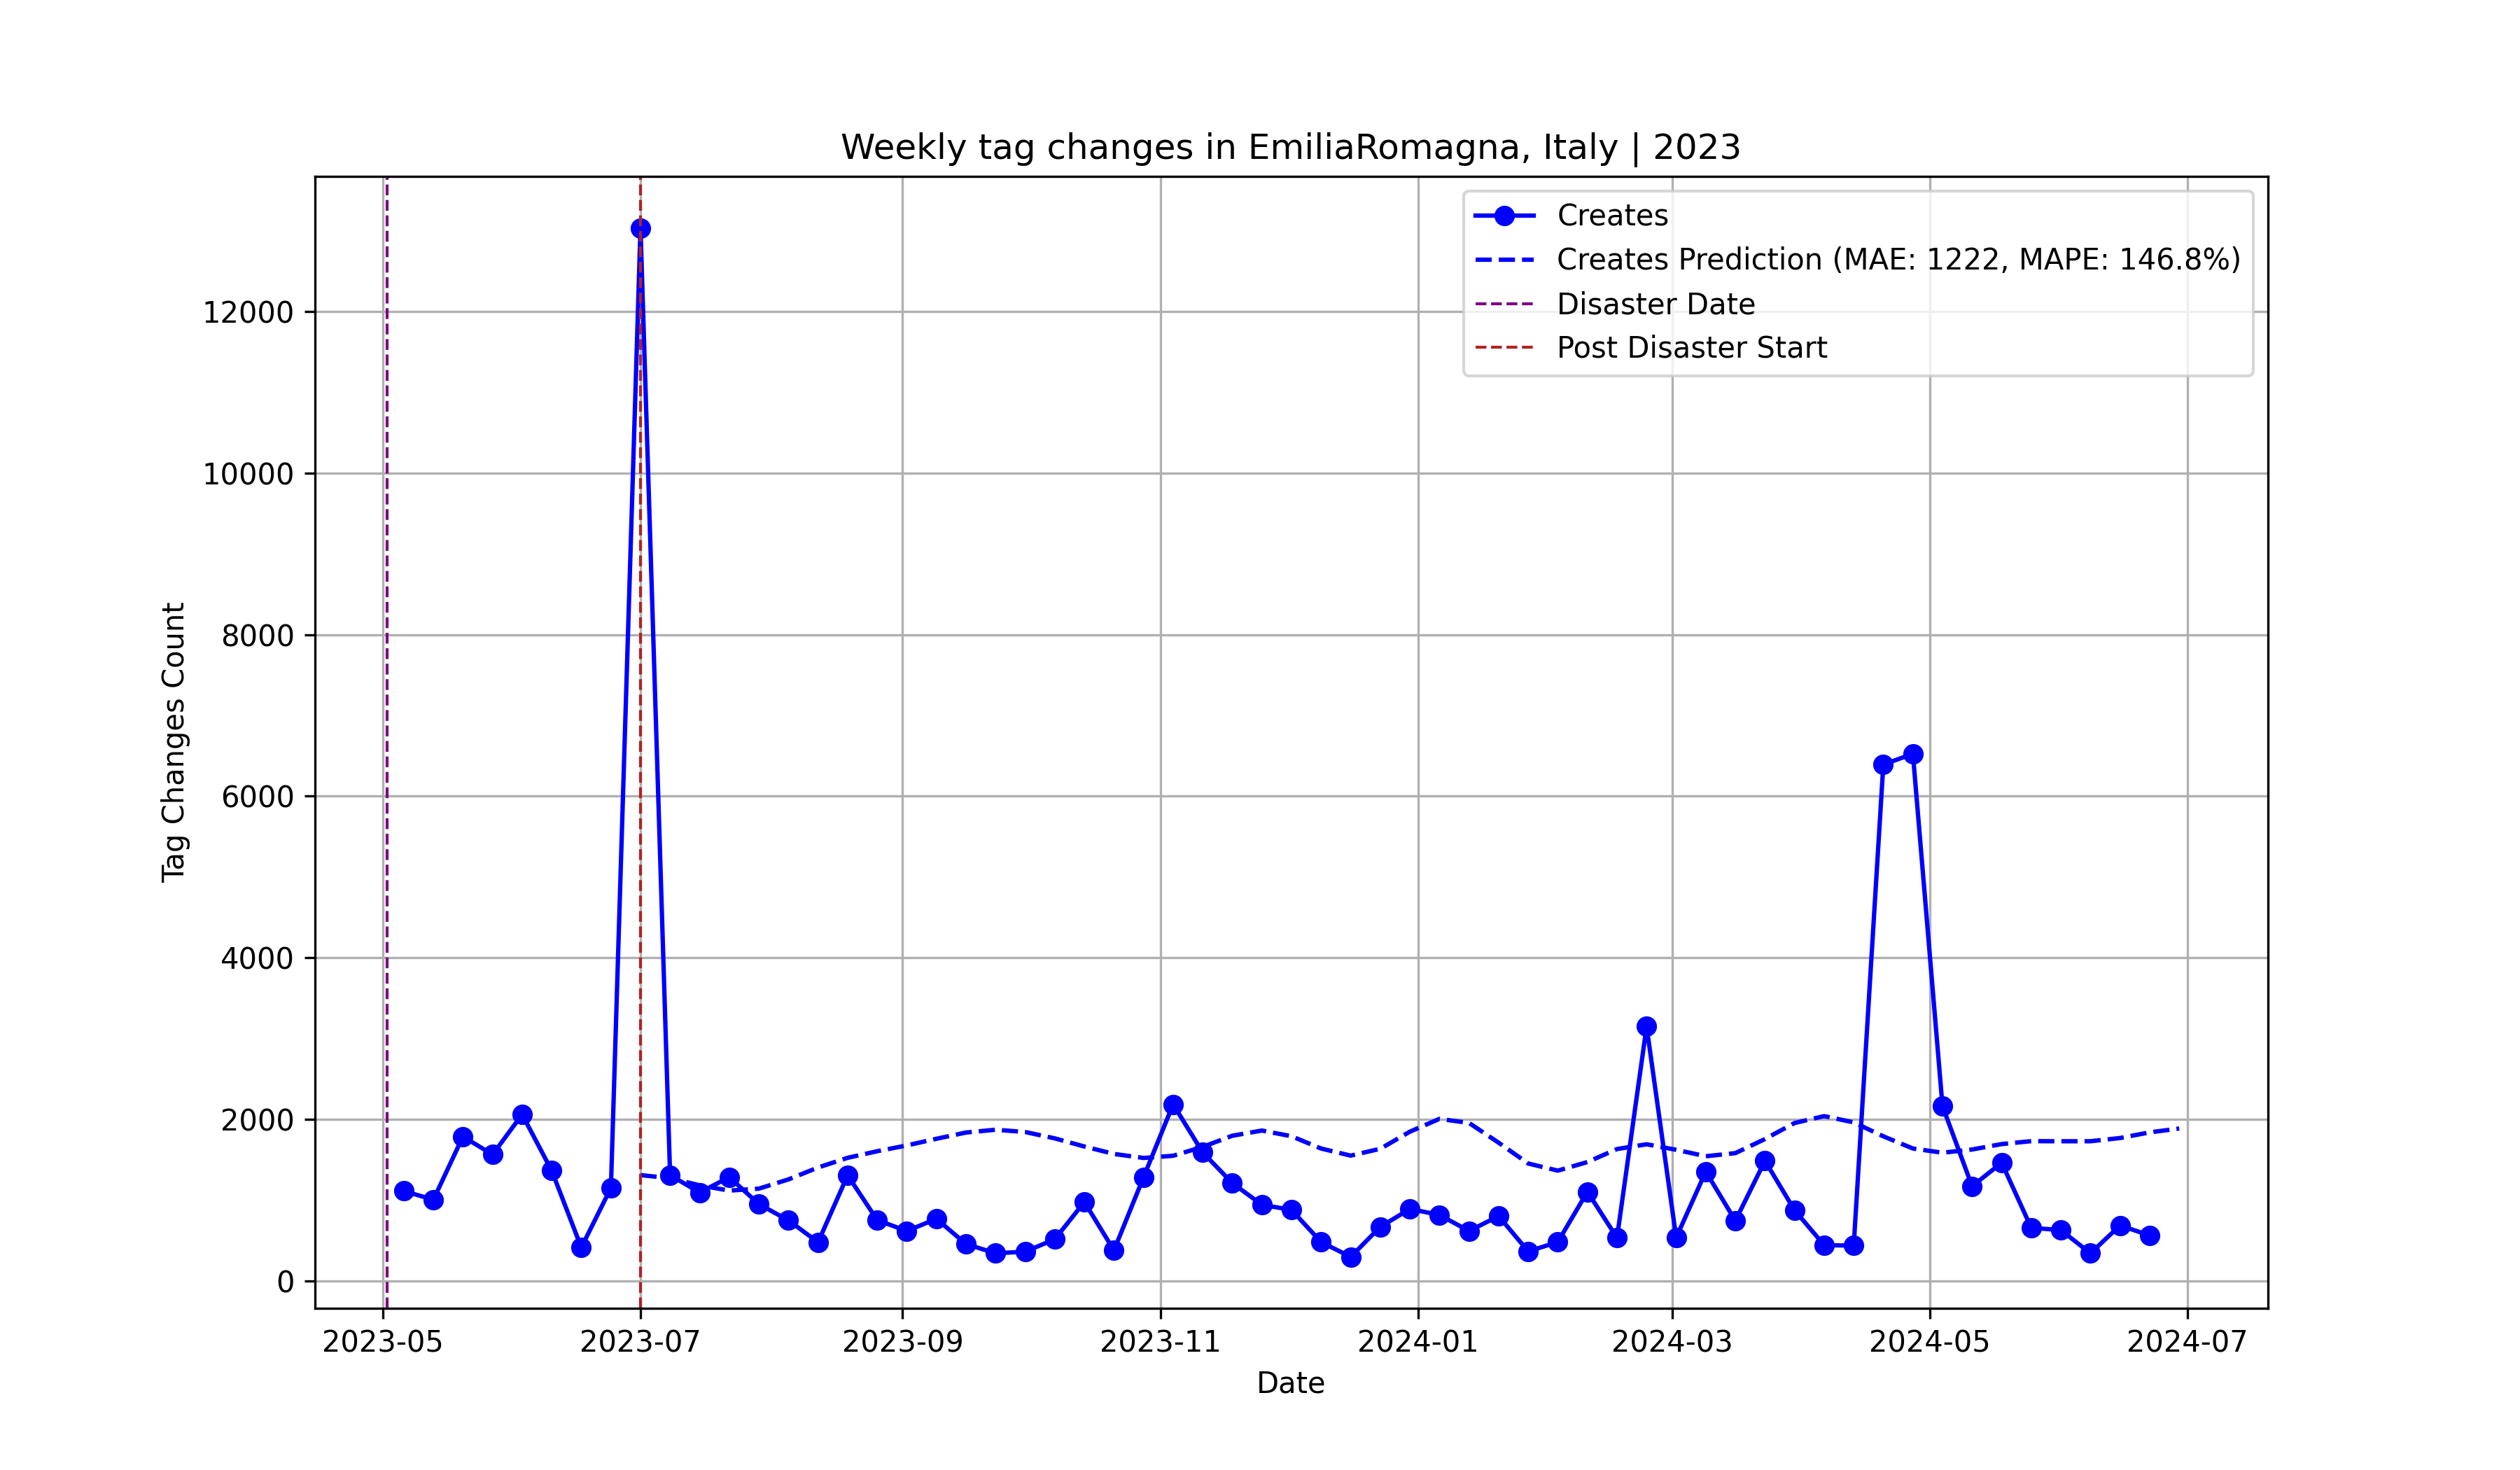 Weekly tag changes in EmiliaRomagna, Italy | 2023
Creates
Creates Prediction (MAE: 1222, MAPE: 146.8%)
Disaster Date
Post Disaster Start
Tag Changes Count
12000
10000
8000
6000
4000
2000
0
2023-05
2023-07
2023-09
2023-11
2024-01
2024-03
2024-05
2024-07
Date